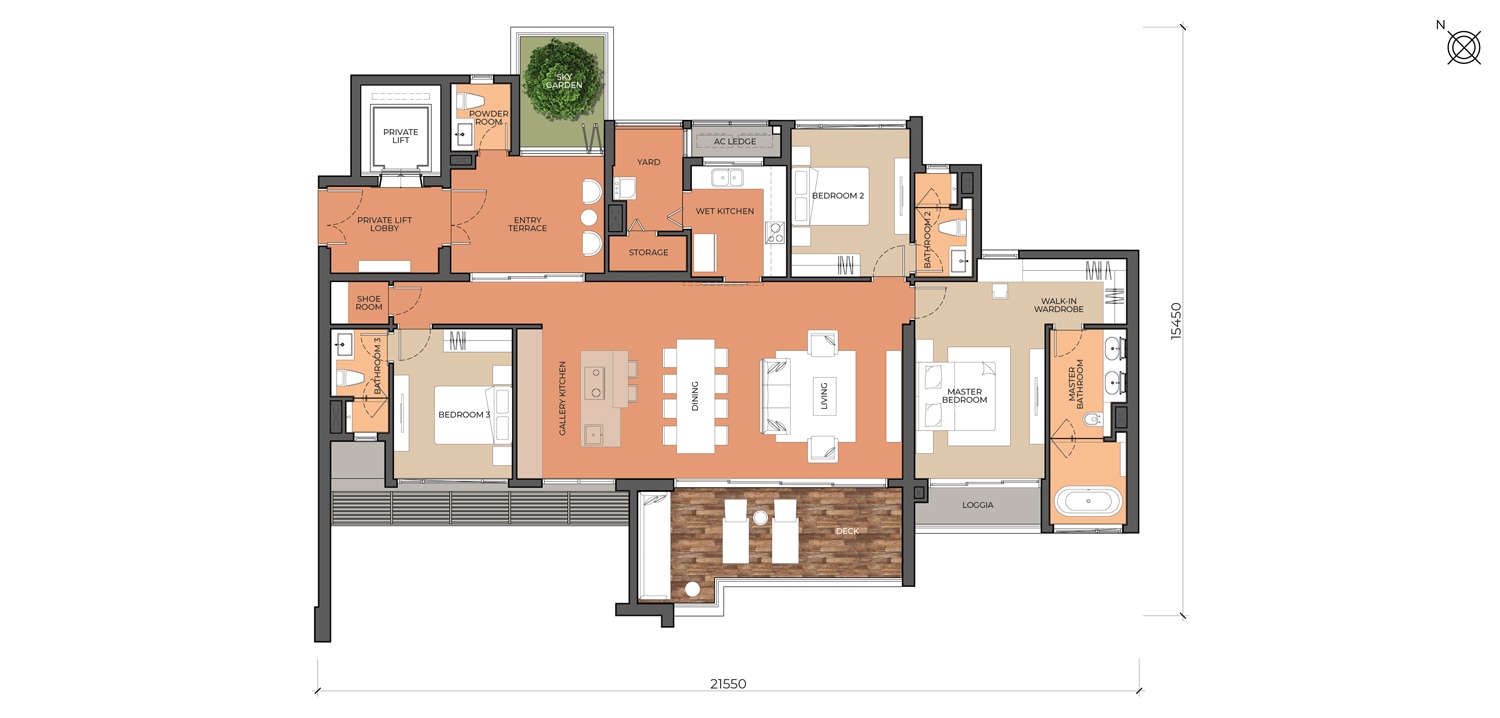 N
SKY
GARDEN
POWDER
ROOM
PRIVATE
LIFT
AC LEDGE
YARD
BEDROOM 2
WET KITCHEN
PRIVATE LIFT
LOBBY
ENTRY
TERRACE
BATHROOM 2
STORAGE
SHOE
ROOM
WALK-IN
WARDROBE
15450
BATHROOM 3
GALLERY KITCHEN
DINING
LIVING
MASTER
BEDROOM
MASTER
BATHROOM
BEDROOM 3
LOGGIA
DECK
21550